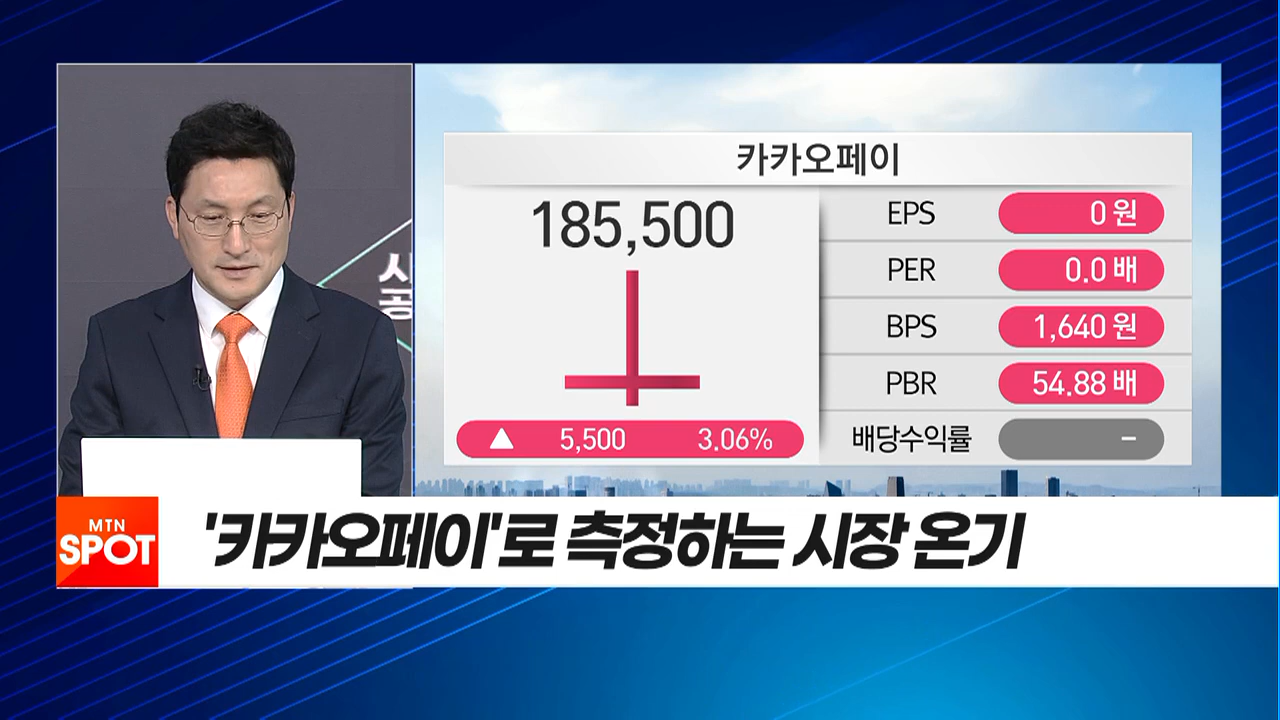 시
공
카카오페이
185,500
▲ 5,500 3.06%
EPS 0 원
PER 0.0 배
BPS 1,640 원
PBR 54.88 배
배당수익률 -
MTN
SPOT
'카카오페이'로 측정하는 시장 온기